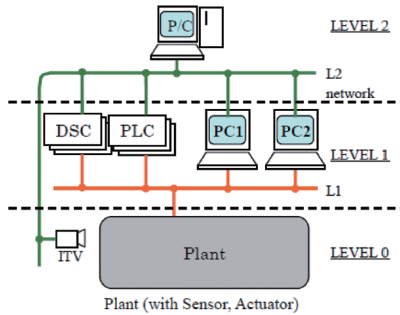 P/C
LEVEL 2
L2
network
DSC
PLC
PC1
PC2
LEVEL 1
L1
ITV
Plant
LEVEL 0
Plant (with Sensor, Actuator)